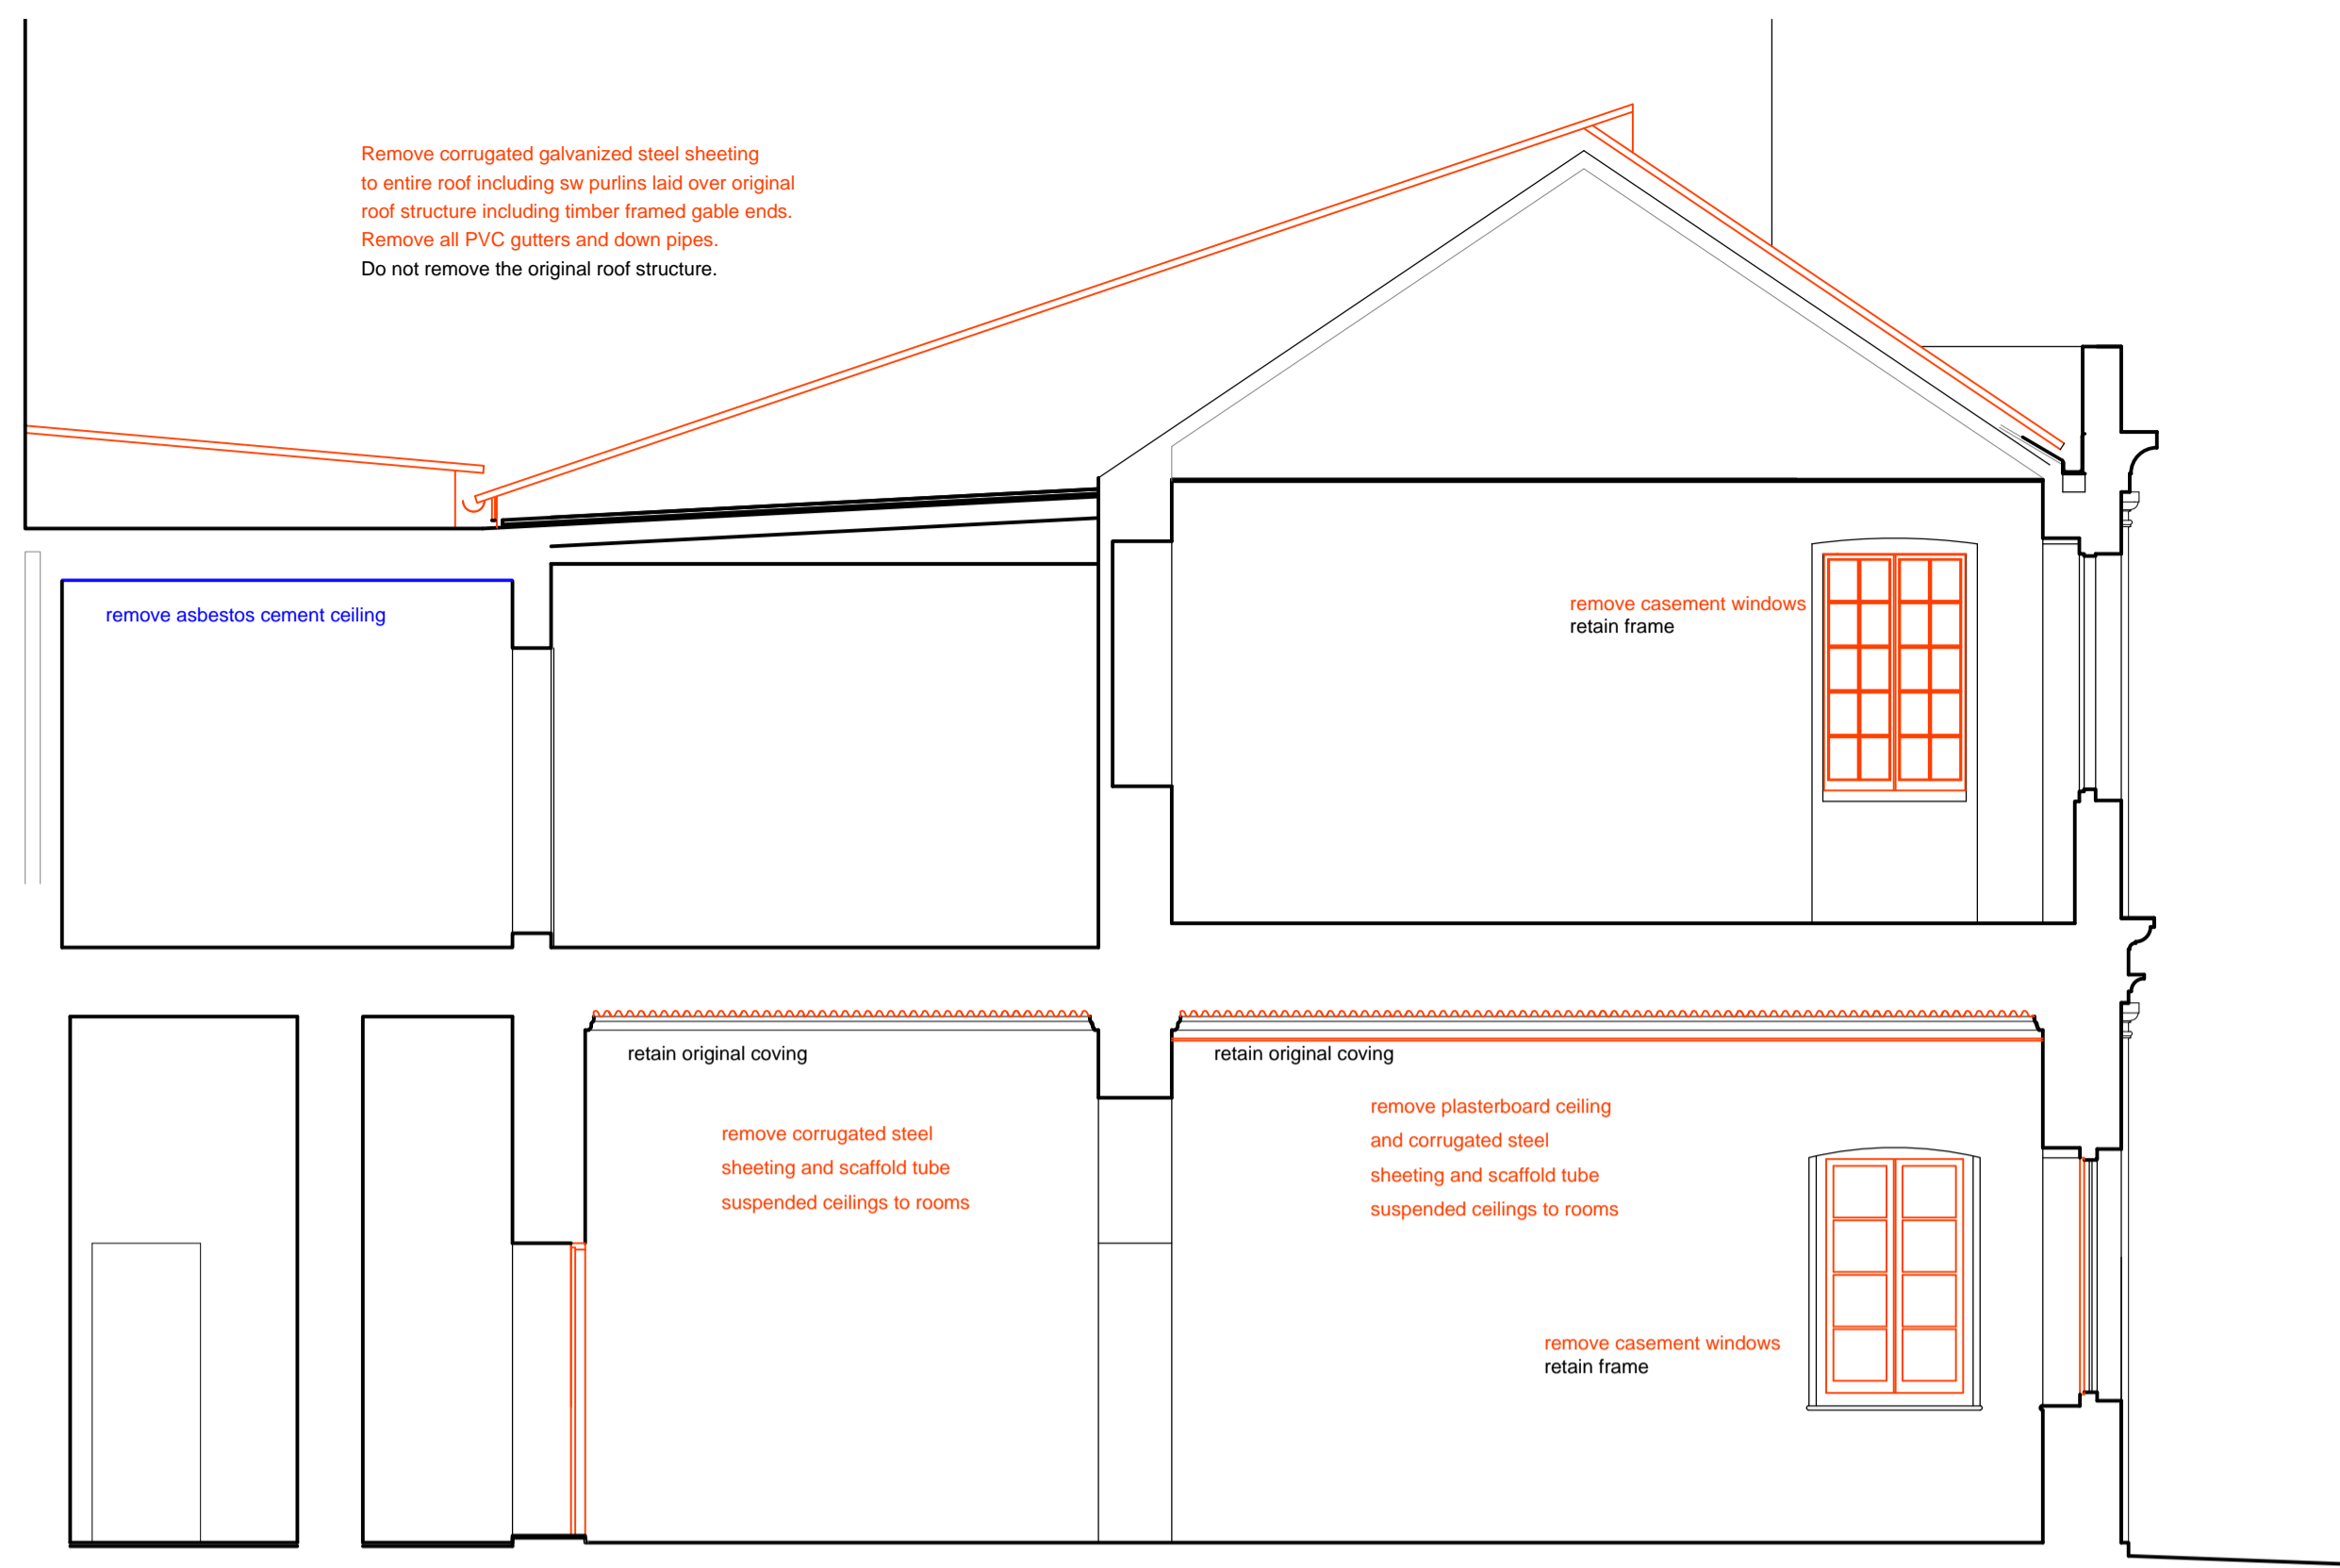 Remove corrugated galvanized steel sheeting
to entire roof including sw purlins laid over original
roof structure including timber framed gable ends.
Remove all PVC gutters and down pipes.
Do not remove the original roof structure.
remove asbestos cement ceiling
remove casement windows
retain frame
retain original coving
remove corrugated steel
sheeting and scaffold tube
suspended ceilings to rooms
retain original coving
remove plasterboard ceiling
and corrugated steel
sheeting and scaffold tube
suspended ceilings to rooms
remove casement windows
retain frame